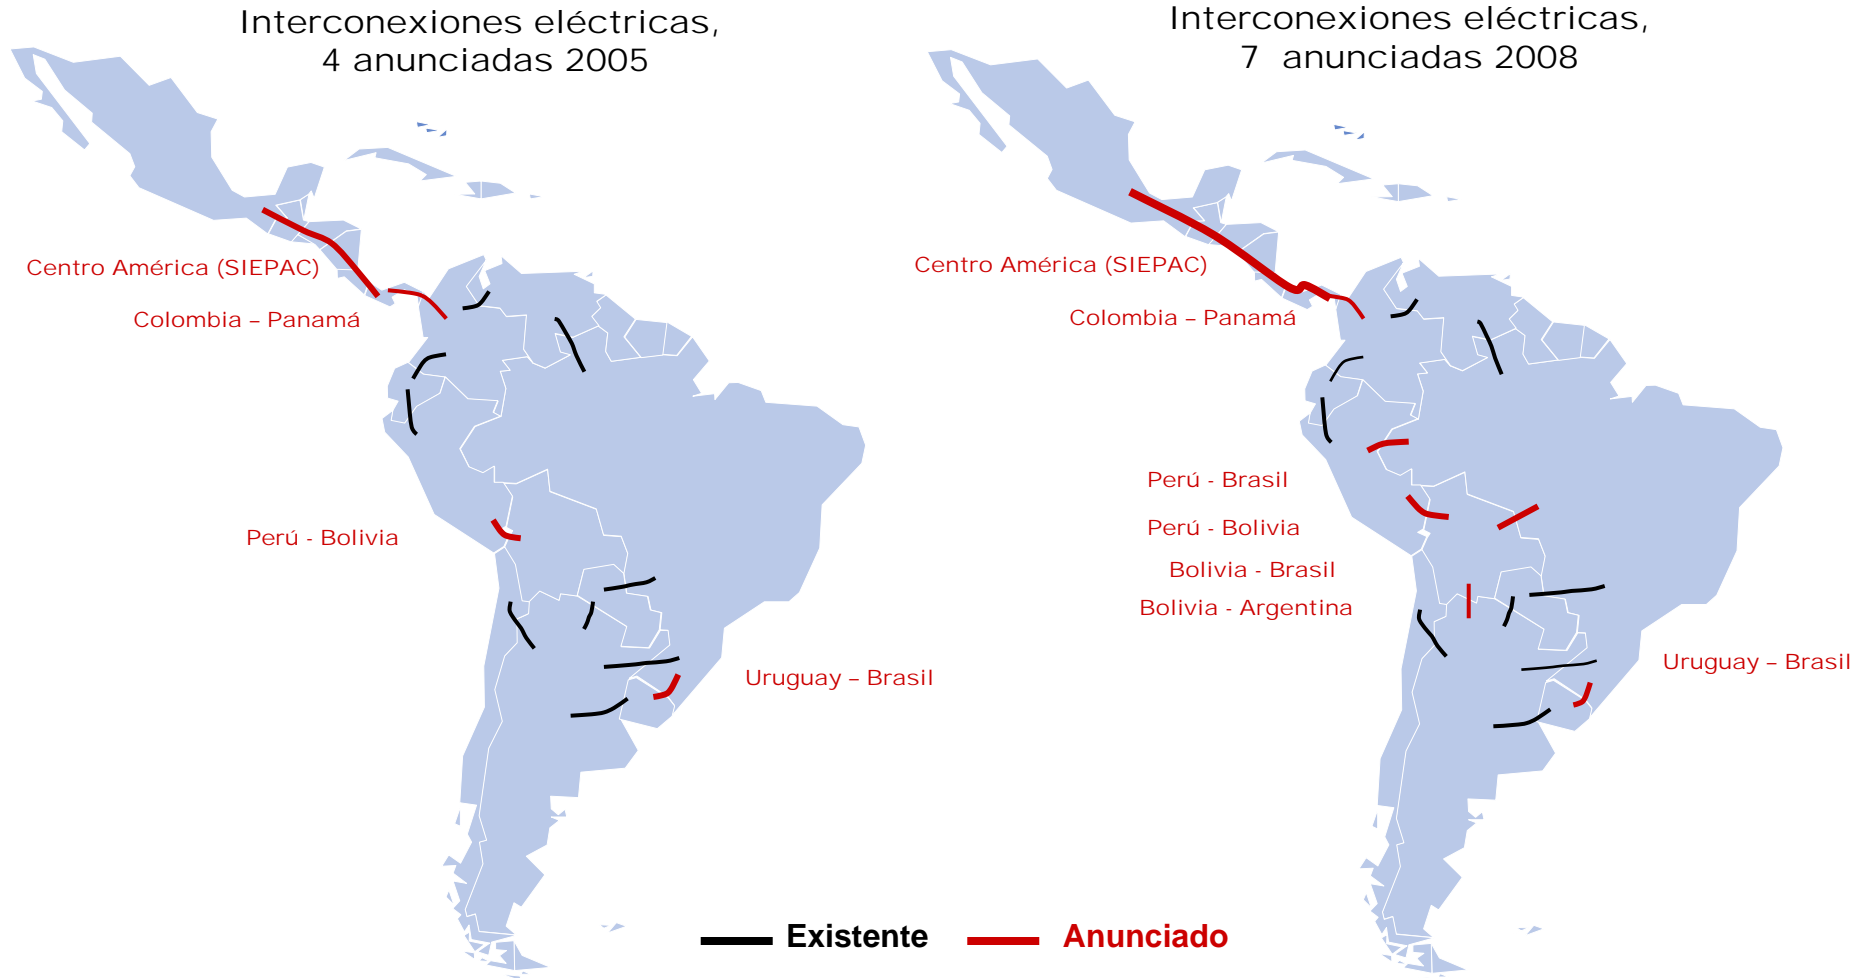 Interconexiones eléctricas,
4 anunciadas 2005
Centro América (SIEPAC)
Colombia – Panamá
Perú - Bolivia
Uruguay – Brasil
Interconexiones eléctricas,
7 anunciadas 2008
Centro América (SIEPAC)
Colombia – Panamá
Perú - Brasil
Perú - Bolivia
Bolivia - Brasil
Bolivia - Argentina
Uruguay – Brasil
Existente
Anunciado